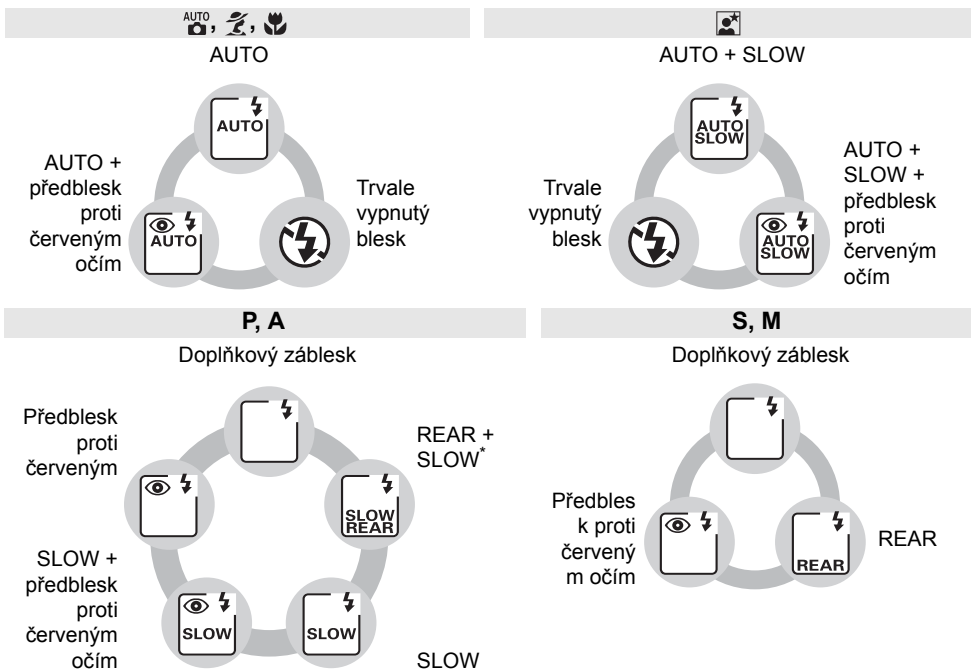 AUTO, ,
AUTO
AUTO
AUTO +
předblesk
proti
červeným
očím
AUTO
Trvale
vypnutý
blesk
AUTO + SLOW
AUTO
SLOW
Trvale
vypnutý
blesk
AUTO
SLOW
AUTO +
SLOW +
předblesk
proti
červeným
očím
P, A
Doplňkový záblesk
Předblesk
proti
červeným
REAR +
SLOW*
SLOW
REAR
SLOW +
předblesk
proti
červeným
očím
SLOW
SLOW
SLOW
S, M
Doplňkový záblesk
Předbles
k proti
červený
m očím
REAR
REAR